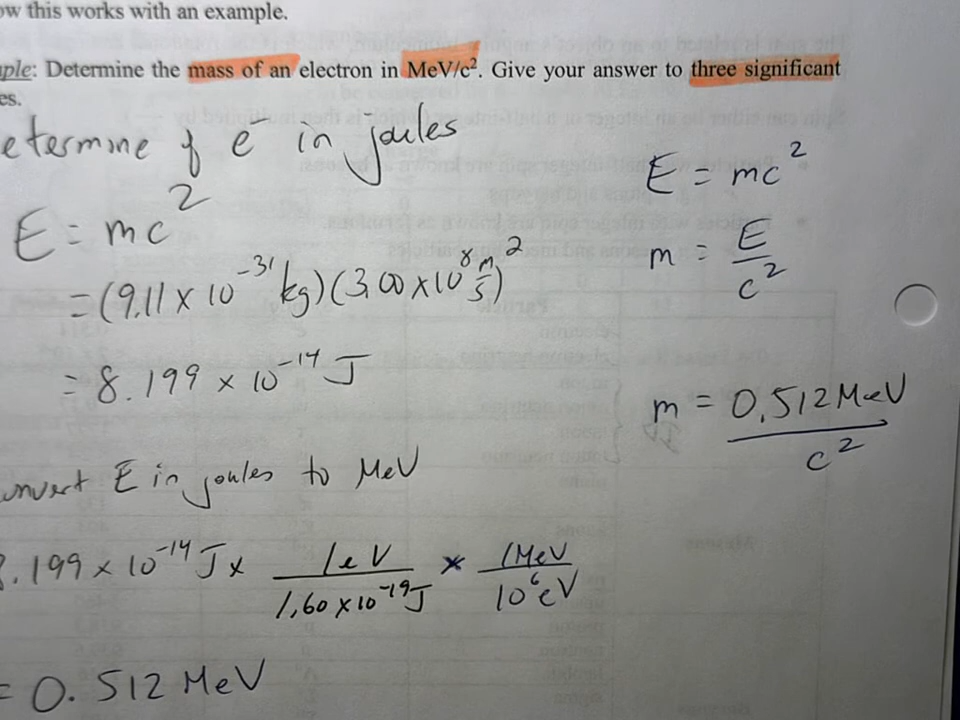 ow this works with an example.
ple: Determine the mass of an electron in MeV/c². Give your answer to three significant
es.
etermine of e⁻ in joules
E = mc²
= (9.11 × 10⁻³¹ kg)(3.00 × 10⁸ m/s)²
= 8.199 × 10⁻¹⁴ J
onvert E in joules to MeV
8.199 × 10⁻¹⁴ J × 1eV / 1.60 × 10⁻¹⁹ J × 1MeV / 10⁶ eV
= 0.512 MeV
E = mc²
m = E / c²
m = 0.512 MeV / c²